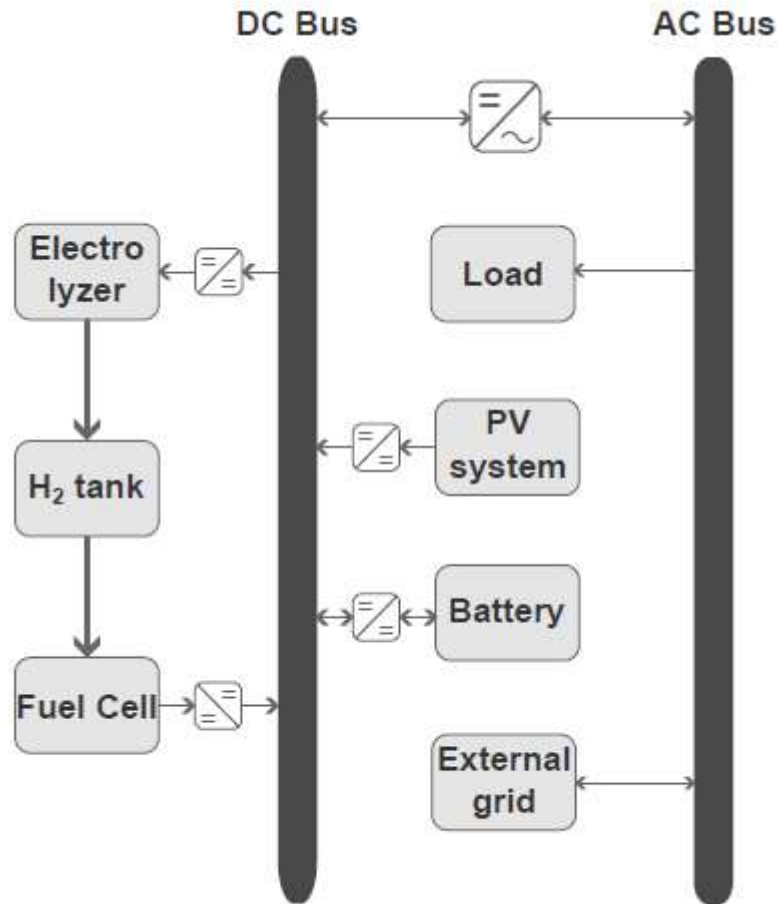 DC Bus
AC Bus
Electro
lyzer
Load
PV
system
H₂ tank
Battery
Fuel Cell
External
grid